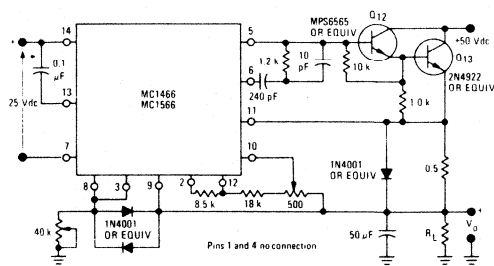 MPS6565
OR EQUIV
Q12
+50 Vdc
Q13
2N4922
OR EQUIV
14
5
+
0.1
μF
25 Vdc
13
7
MC1466
MC1566
1.2 k
10
pF
10 k
6
240 pF
11
1.0 k
10
1N4001
OR EQUIV
0.5
8
3
9
2
12
8.5 k
18 k
500
40 k
1N4001
OR EQUIV
50 μF
RL
+
Vo
Pins 1 and 4 no connection